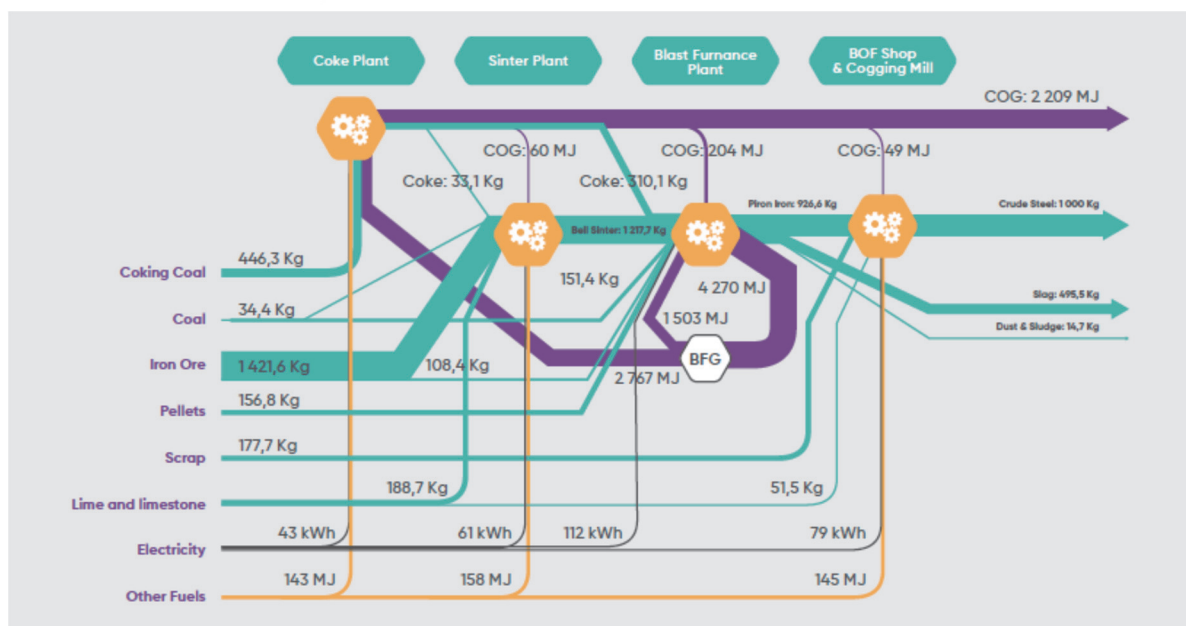 Coke Plant
Sinter Plant
Blast Furnance
Plant
BOF Shop
& Cogging Mill
COG: 2 209 MJ
COG: 60 MJ
COG: 204 MJ
COG: 49 MJ
Coke: 33,1 Kg
Coke: 310,1 Kg
Piron Iron: 926,6 Kg
Crude Steel: 1 000 Kg
Bell Sinter: 1 217,7 Kg
Coking Coal
446,3 Kg
151,4 Kg
4 270 MJ
Slag: 495,5 Kg
Coal
34,4 Kg
1 503 MJ
Dust & Sludge: 14,7 Kg
Iron Ore
1 421,6 Kg
108,4 Kg
BFG
2 767 MJ
Pellets
156,8 Kg
Scrap
177,7 Kg
Lime and limestone
188,7 Kg
51,5 Kg
Electricity
43 kWh
61 kWh
112 kWh
79 kWh
Other Fuels
143 MJ
158 MJ
145 MJ